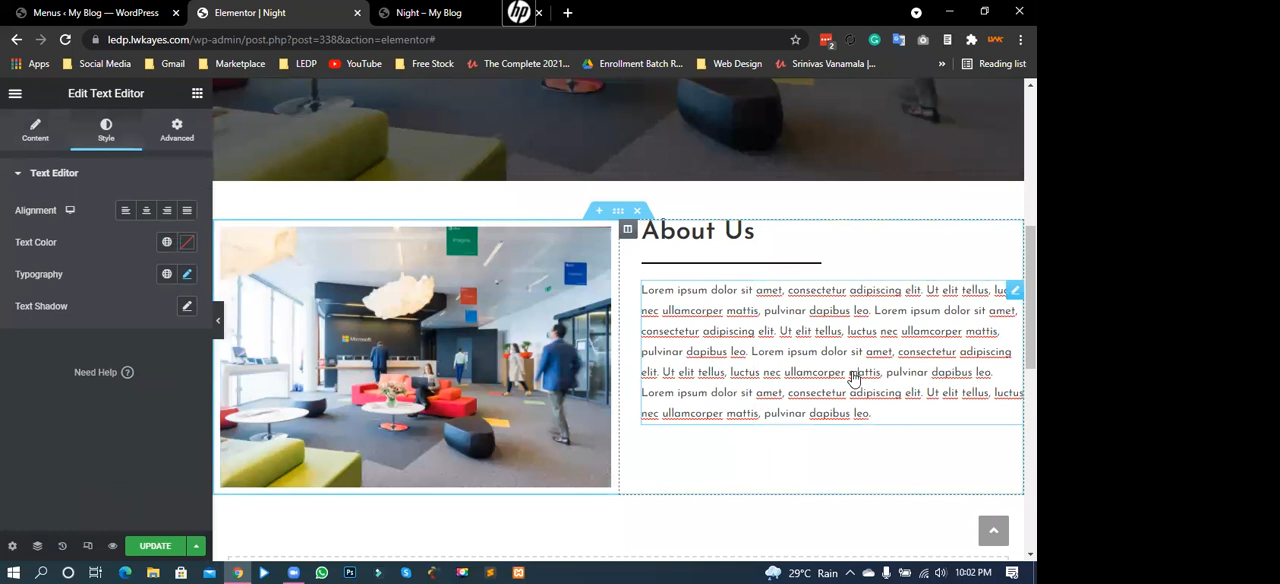 Menus ‹ My Blog — WordPress
Elementor | Night
Night – My Blog
ledp.lwkayes.com/wp-admin/post.php?post=338&action=elementor#
2
Apps
Social Media
Gmail
Marketplace
LEDP
YouTube
Free Stock
The Complete 2021...
Enrollment Batch R...
Web Design
Srinivas Vanamala |...
»
Reading list
Edit Text Editor
Content
Style
Advanced
Text Editor
Alignment
Text Color
Typography
Text Shadow
Need Help
UPDATE
Microsoft
About Us
Lorem ipsum dolor sit amet, consectetur adipiscing elit. Ut elit tellus,
nec ullamcorper mattis, pulvinar dapibus leo. Lorem ipsum dolor sit amet,
consectetur adipiscing elit. Ut elit tellus, luctus nec ullamcorper mattis,
pulvinar dapibus leo. Lorem ipsum dolor sit amet, consectetur adipiscing
elit. Ut elit tellus, luctus nec ullamcorper mattis, pulvinar dapibus leo.
Lorem ipsum dolor sit amet, consectetur adipiscing elit. Ut elit tellus, luctus
nec ullamcorper mattis, pulvinar dapibus leo.
29°C Rain
10:02 PM